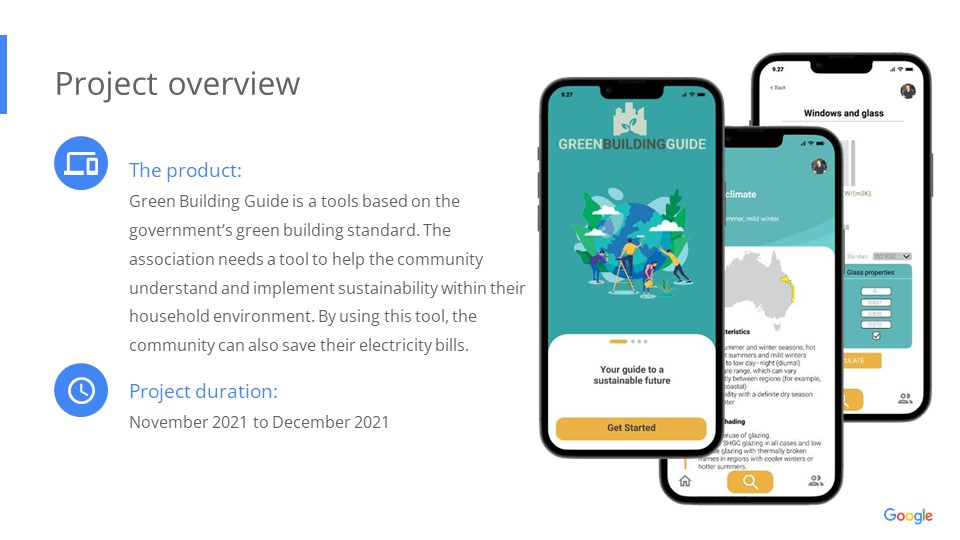 Project overview
The product:
Green Building Guide is a tools based on the
government’s green building standard. The
association needs a tool to help the community
understand and implement sustainability within their
household environment. By using this tool, the
community can also save their electricity bills.
Project duration:
November 2021 to December 2021
9.27
GREENBUILDINGGUIDE
Your guide to a
sustainable future
Get Started
climate
mmer, mild winter
teristics
ummer and winter seasons, hot
t summers and mild winters
to low day–night (diurnal)
ure range, which can vary
tly between regions (for example,
coastal)
idity with a definite dry season
nter
hading
eruse of glazing.
SHGC glazing in all cases and low
e glazing with thermally broken
frames in regions with cooler winters or
hotter summers.
9.27
< Back
Windows and glass
W/(m2K)
8
Glass properties
ULATE
Google